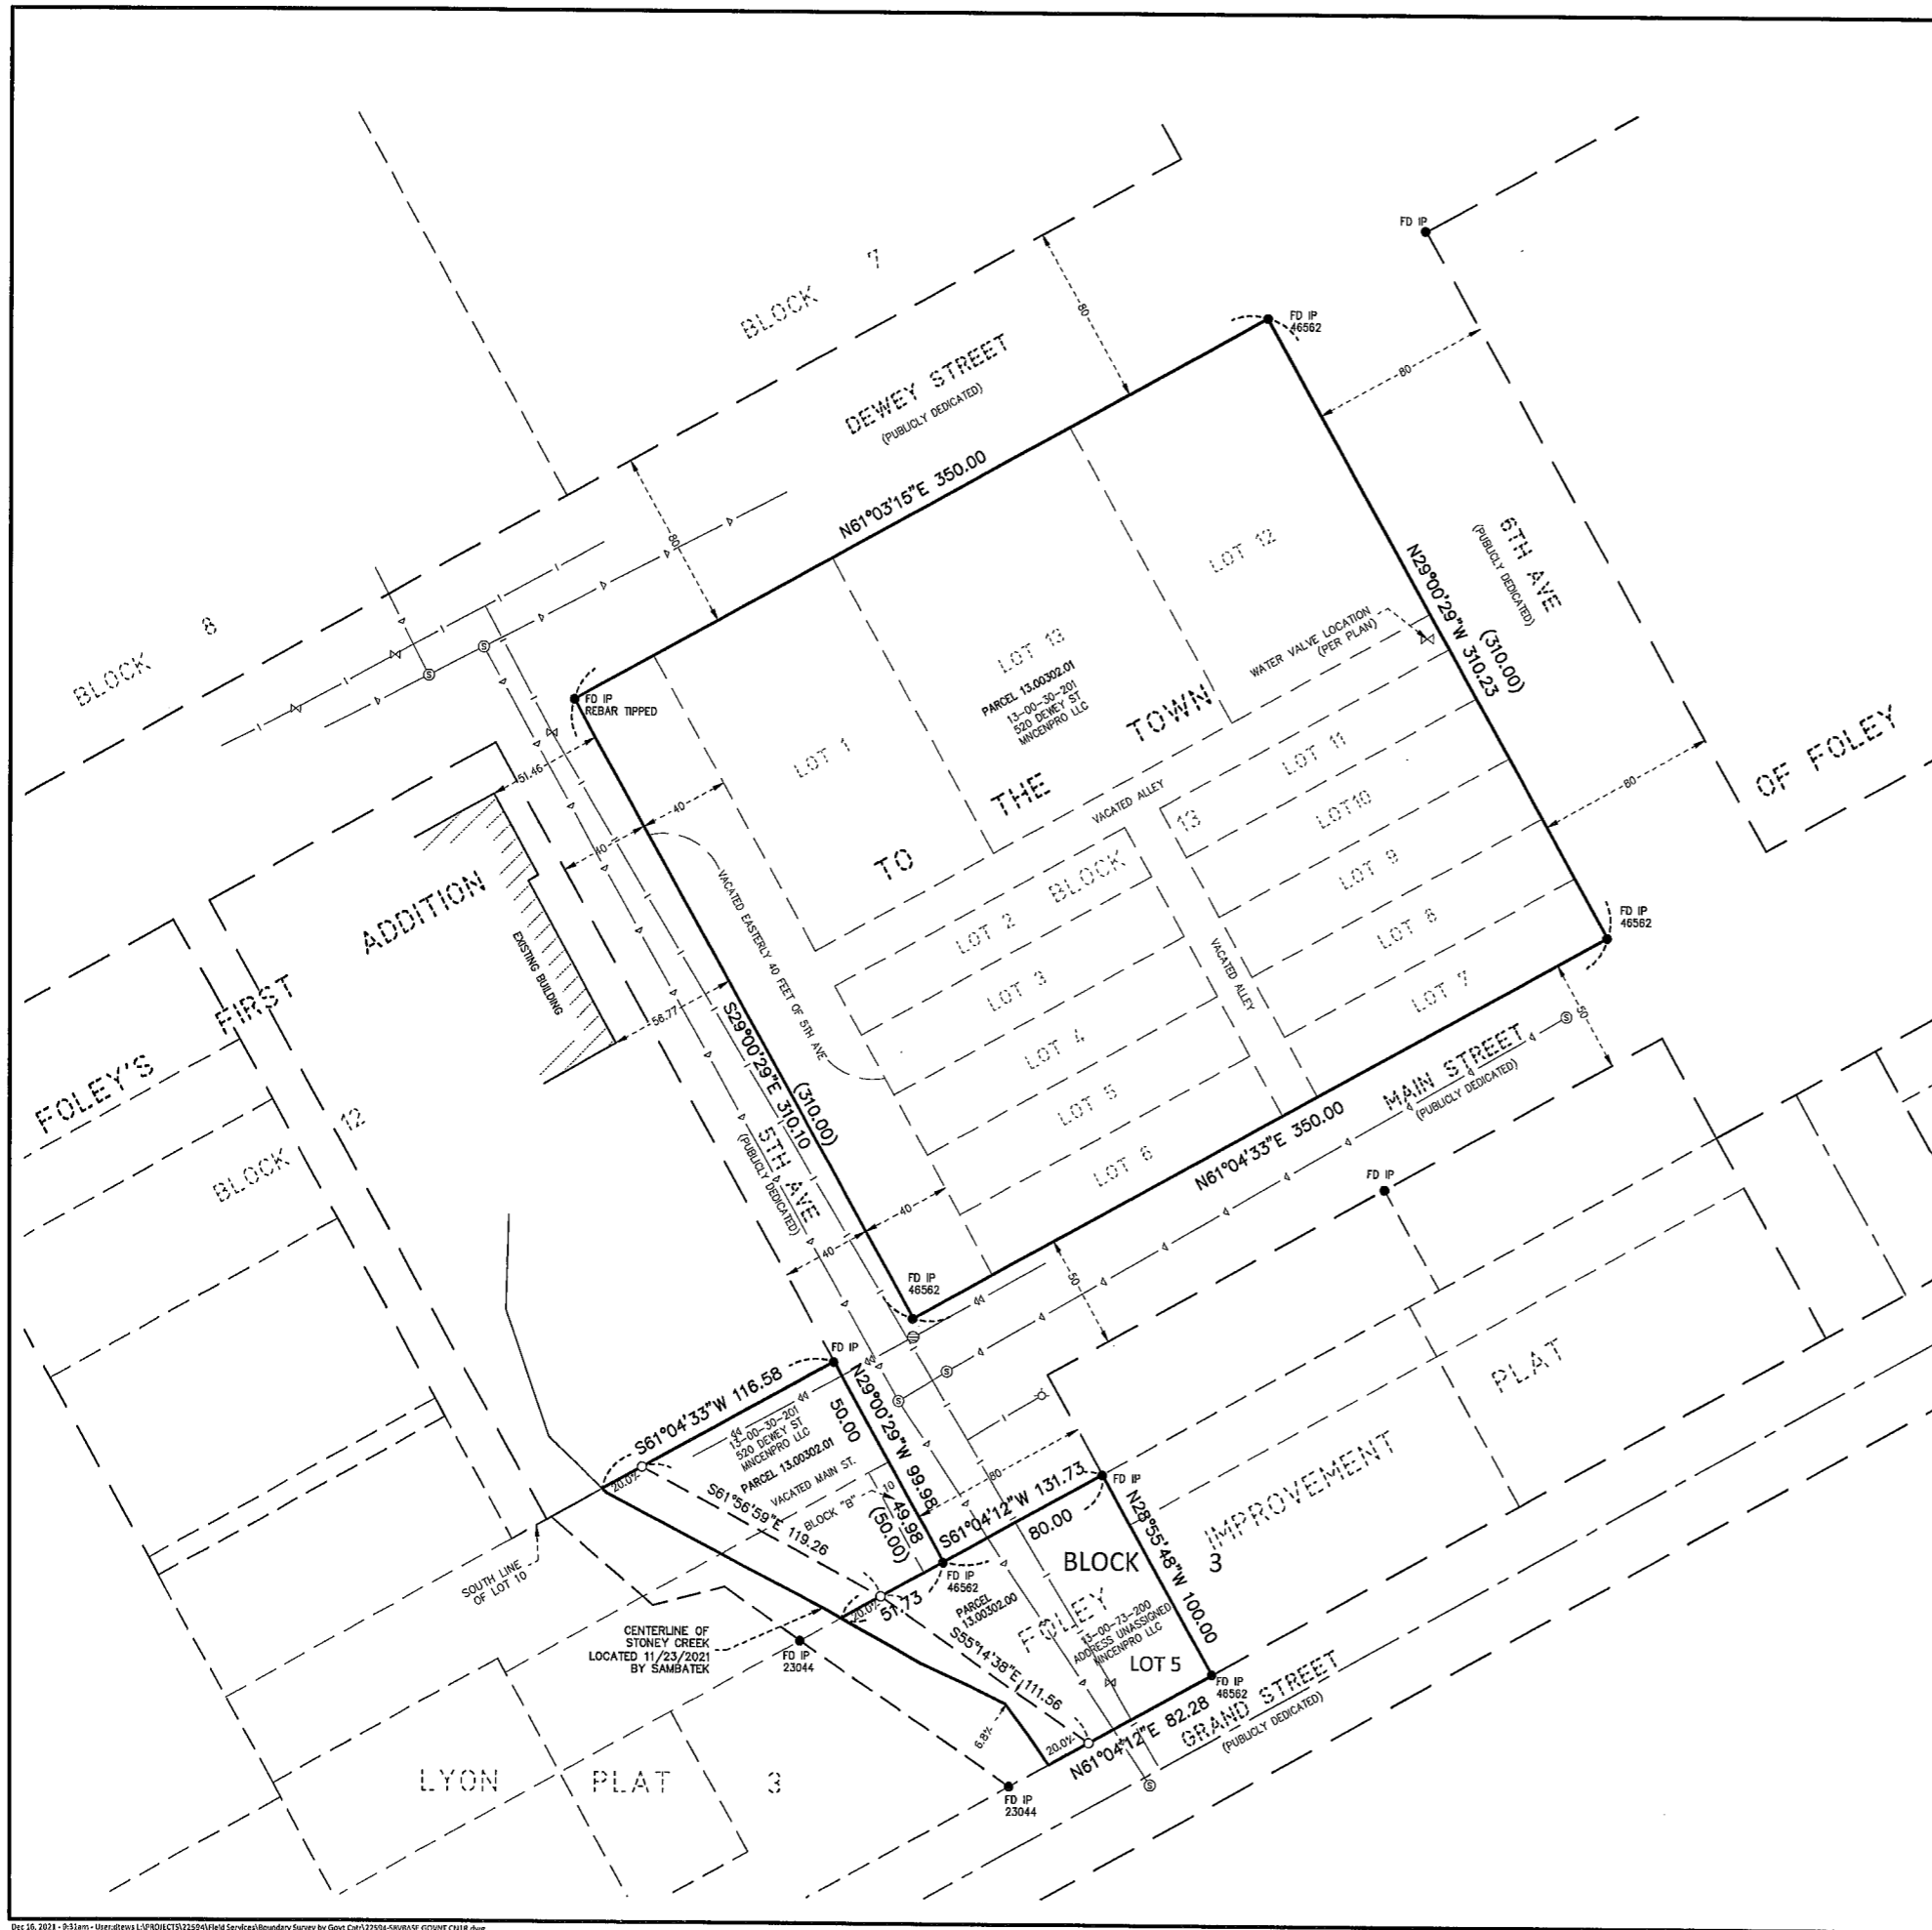 BLOCK 7
FD IP
DEWEY STREET
(PUBLICLY DEDICATED)
80
FD IP
46562
80
N61°03'15"E 350.00
80
BLOCK 8
6TH AVE
(PUBLICLY DEDICATED)
N29°00'29"W 310.23
(310.00)
LOT 12
WATER VALVE LOCATION
(PER PLAN)
LOT 13
PARCEL 13.00302.01
13-00-30-201
520 DEWEY ST
MNCENPRO LLC
FD IP
REBAR TIPPED
LOT 1
51.46
40
40
FOLEY'S FIRST ADDITION TO THE TOWN OF FOLEY
VACATED ALLEY
LOT 11
LOT 10
LOT 9
LOT 8
LOT 7
80
BLOCK 13
LOT 2
LOT 3
LOT 4
LOT 5
LOT 6
VACATED ALLEY
VACATED EASTERLY 40 FEET OF 5TH AVE
EXISTING BUILDING
56.77
S29°00'29"E 310.10
(310.00)
FD IP
46562
50
MAIN STREET
(PUBLICLY DEDICATED)
N61°04'33"E 350.00
5TH AVE
(PUBLICLY DEDICATED)
BLOCK 12
40
40
FD IP
50
FD IP
46562
FD IP
S61°04'33"W 116.58
N29°00'29"W 99.98
50.00
49.98
(50.00)
13-00-30-201
520 DEWEY ST
MNCENPRO LLC
PARCEL 13.00302.01
VACATED MAIN ST.
BLOCK "B"
10
20.0%
S61°56'59"E 119.26
80
S61°04'12"W 131.73
80.00
51.73
FD IP
N28°55'48"W 100.00
FOLEY IMPROVEMENT PLAT
BLOCK 3
FD IP
46562
SOUTH LINE
OF LOT 10
20.0%
PARCEL
13.00302.00
13-00-73-200
ADDRESS UNASSIGNED
MNCENPRO LLC
LOT 5
S55°14'38"E 111.56
CENTERLINE OF
STONEY CREEK
LOCATED 11/23/2021
BY SAMBATEK
FD IP
23044
FD IP
46562
GRAND STREET
(PUBLICLY DEDICATED)
6.8%
20.0%
N61°04'12"E 82.28
FD IP
23044
LYON PLAT 3